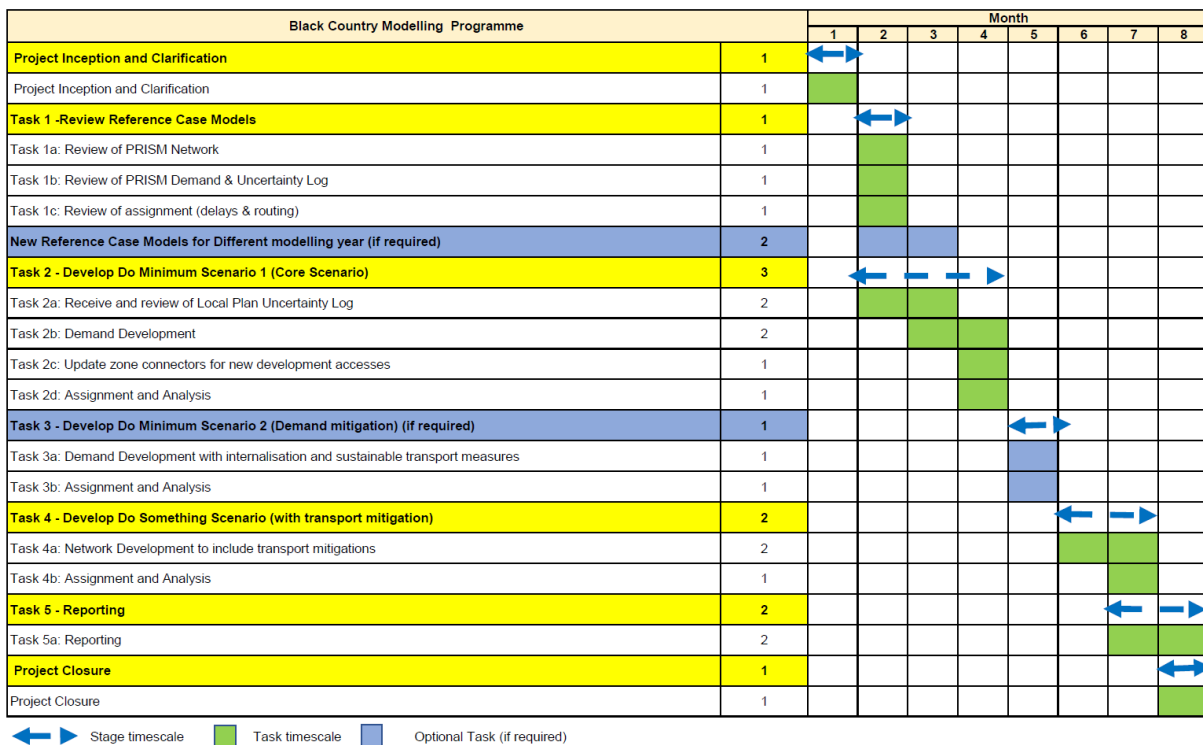 Black Country Modelling Programme
Month
1 2 3 4 5 6 7 8
Project Inception and Clarification 1
Project Inception and Clarification 1
Task 1 -Review Reference Case Models 1
Task 1a: Review of PRISM Network 1
Task 1b: Review of PRISM Demand & Uncertainty Log 1
Task 1c: Review of assignment (delays & routing) 1
New Reference Case Models for Different modelling year (if required) 2
Task 2 - Develop Do Minimum Scenario 1 (Core Scenario) 3
Task 2a: Receive and review of Local Plan Uncertainty Log 2
Task 2b: Demand Development 2
Task 2c: Update zone connectors for new development accesses 1
Task 2d: Assignment and Analysis 1
Task 3 - Develop Do Minimum Scenario 2 (Demand mitigation) (if required) 1
Task 3a: Demand Development with internalisation and sustainable transport measures 1
Task 3b: Assignment and Analysis 1
Task 4 - Develop Do Something Scenario (with transport mitigation) 2
Task 4a: Network Development to include transport mitigations 2
Task 4b: Assignment and Analysis 1
Task 5 - Reporting 2
Task 5a: Reporting 2
Project Closure 1
Project Closure 1
Stage timescale Task timescale Optional Task (if required)